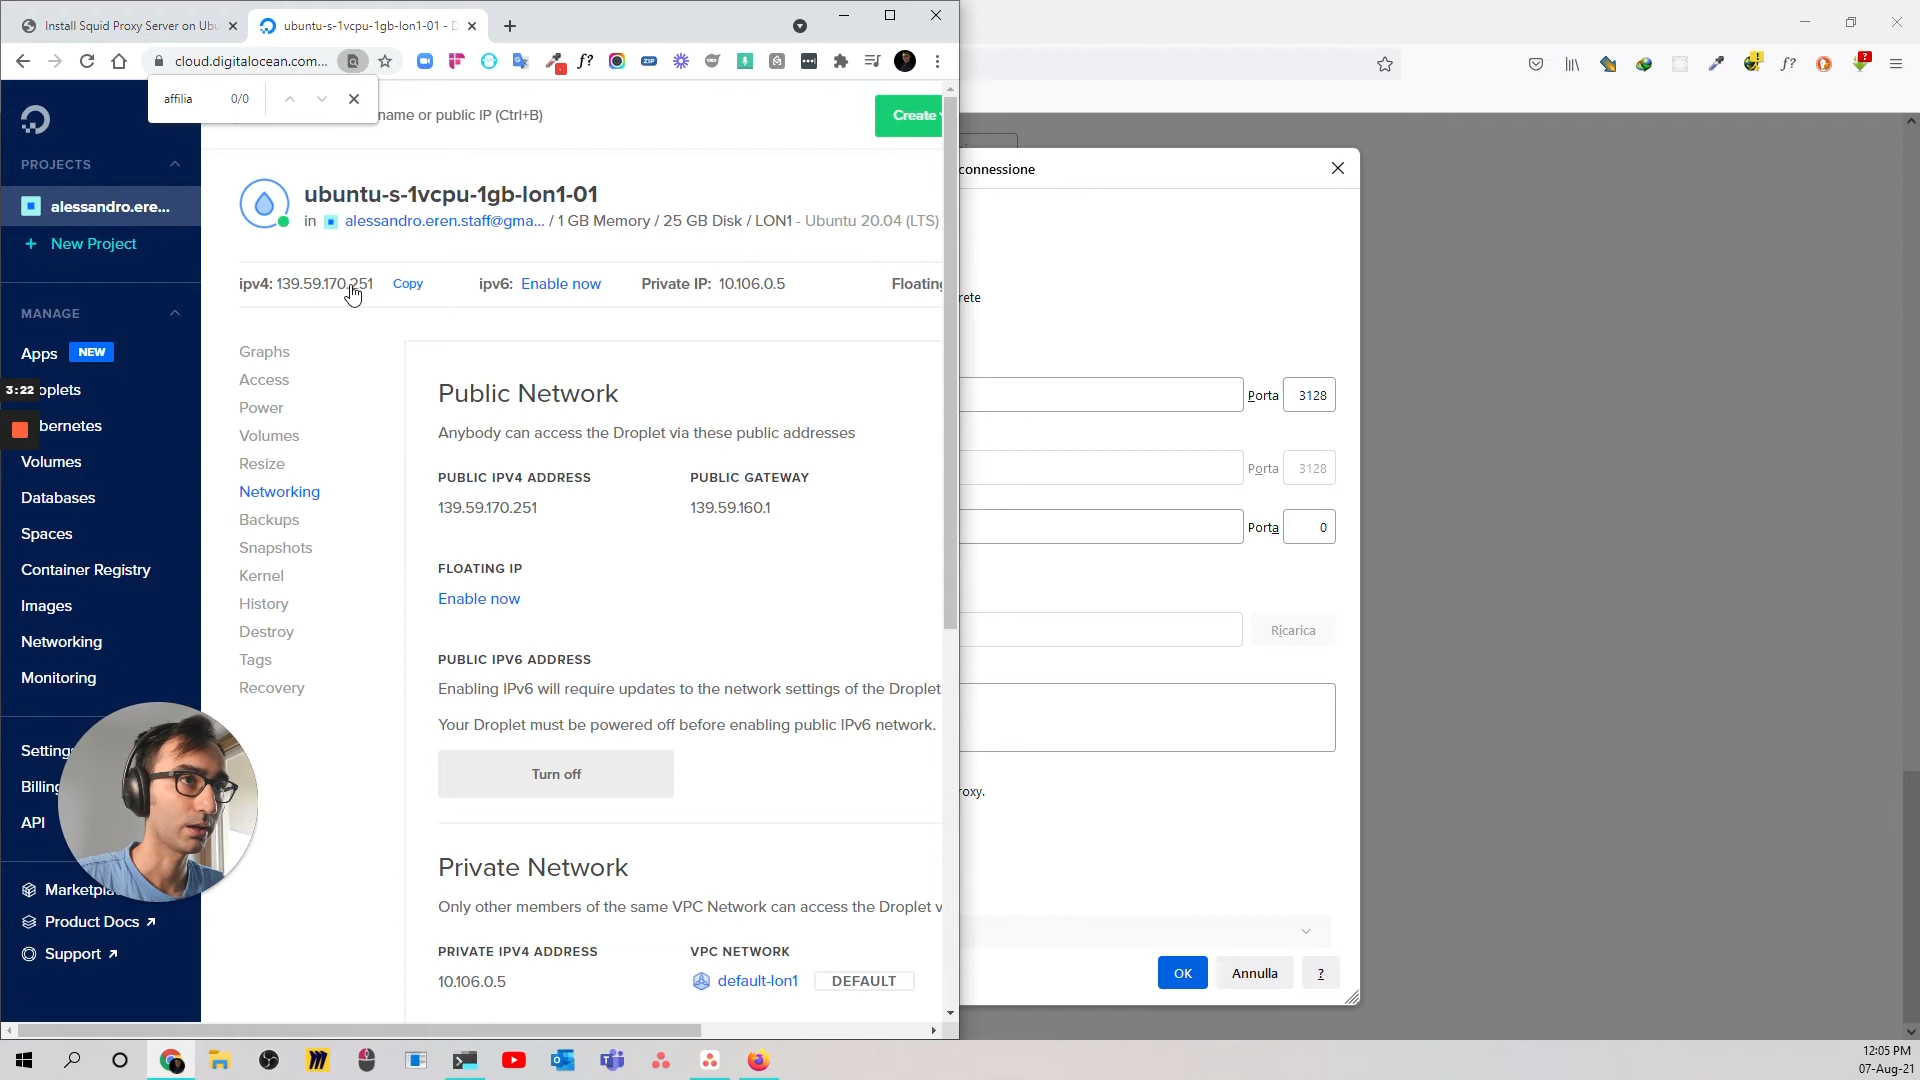 Install Squid Proxy Server on Ubu
ubuntu-s-1vcpu-1gb-lon1-01 - D
cloud.digitalocean.com...
affilia 0/0
name or public IP (Ctrl+B)
Create
PROJECTS
alessandro.ere...
+ New Project
MANAGE
Apps NEW
oplets
bernetes
Volumes
Databases
Spaces
Container Registry
Images
Networking
Monitoring
Setting
Billing
API
Marketpla
Product Docs ↗
Support ↗
3:22
ubuntu-s-1vcpu-1gb-lon1-01
in alessandro.eren.staff@gma... / 1 GB Memory / 25 GB Disk / LON1 - Ubuntu 20.04 (LTS)
ipv4: 139.59.170.251 Copy ipv6: Enable now Private IP: 10.106.0.5 Floating
Graphs
Access
Power
Volumes
Resize
Networking
Backups
Snapshots
Kernel
History
Destroy
Tags
Recovery
Public Network
Anybody can access the Droplet via these public addresses
PUBLIC IPV4 ADDRESS PUBLIC GATEWAY
139.59.170.251 139.59.160.1
FLOATING IP
Enable now
PUBLIC IPV6 ADDRESS
Enabling IPv6 will require updates to the network settings of the Droplet
Your Droplet must be powered off before enabling public IPv6 network.
Turn off
Private Network
Only other members of the same VPC Network can access the Droplet v
PRIVATE IPV4 ADDRESS VPC NETWORK
10.106.0.5 default-lon1 DEFAULT
connessione
rete
Porta 3128
Porta 3128
Porta 0
Ricarica
roxy.
OK Annulla ?
12:05 PM
07-Aug-21